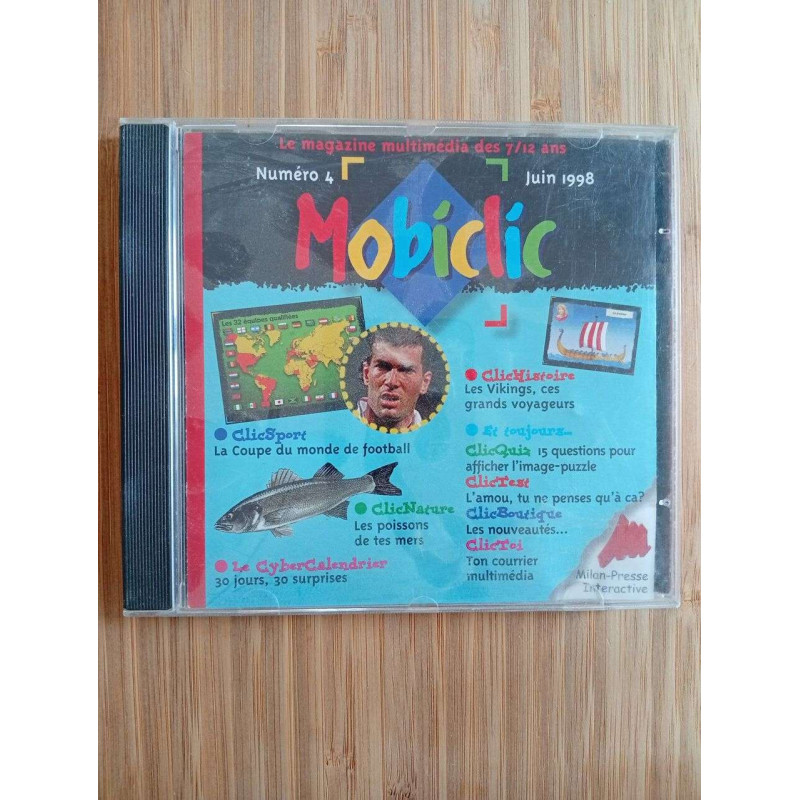 Le magazine multimédia des 7/12 ans
Numéro 4
Juin 1998
Mobiclic
Les 32 équipes qualifiées
ClicHistoire
Les Vikings, ces
grands voyageurs
ClicSport
La Coupe du monde de football
Et toujours...
ClicQuiz 15 questions pour
afficher l'image-puzzle
ClicTest
L'amou, tu ne penses qu'à ca?
ClicBoutique
Les nouveautés...
ClicToi
Ton courrier
multimédia
ClicNature
Les poissons
de tes mers
Le CyberCalendrier
30 jours, 30 surprises
Milan-Presse
Interactive